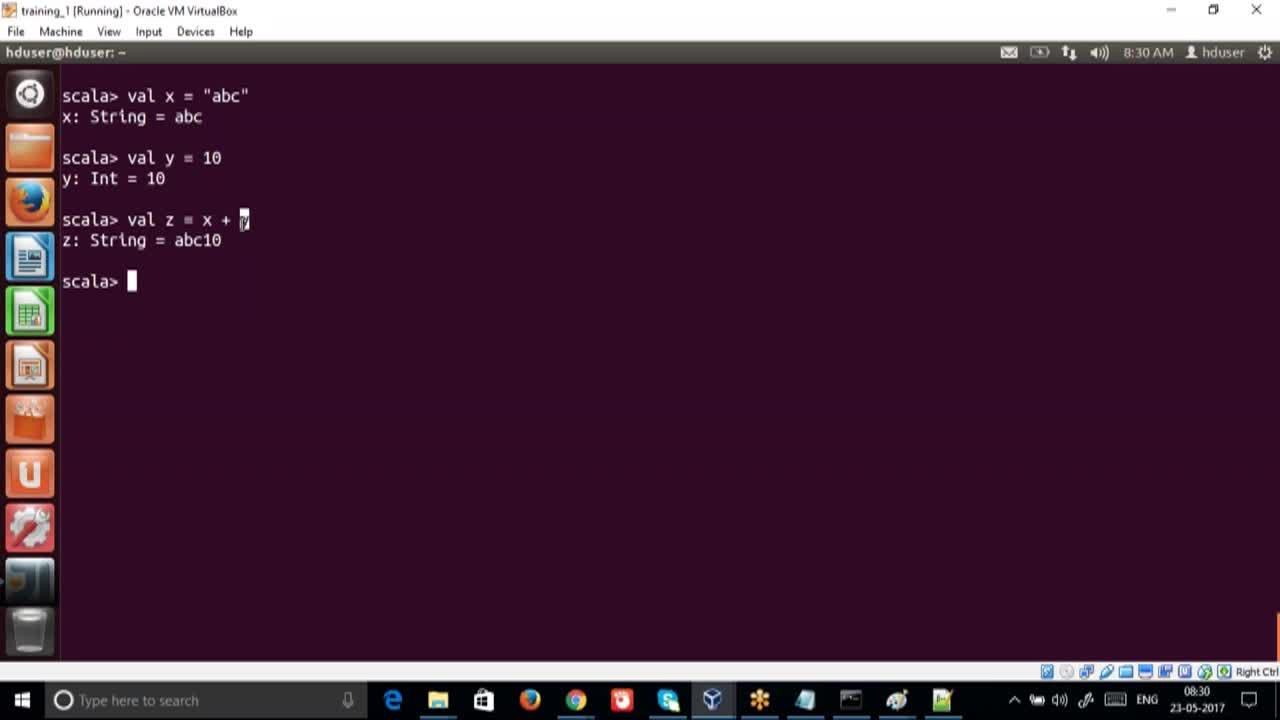 training_1 [Running] - Oracle VM VirtualBox
File Machine View Input Devices Help
hduser@hduser: ~
8:30 AM hduser
scala> val x = "abc"
x: String = abc
scala> val y = 10
y: Int = 10
scala> val z = x + y
z: String = abc10
scala>
Right Ctrl
Type here to search
ENG
08:30
23-05-2017